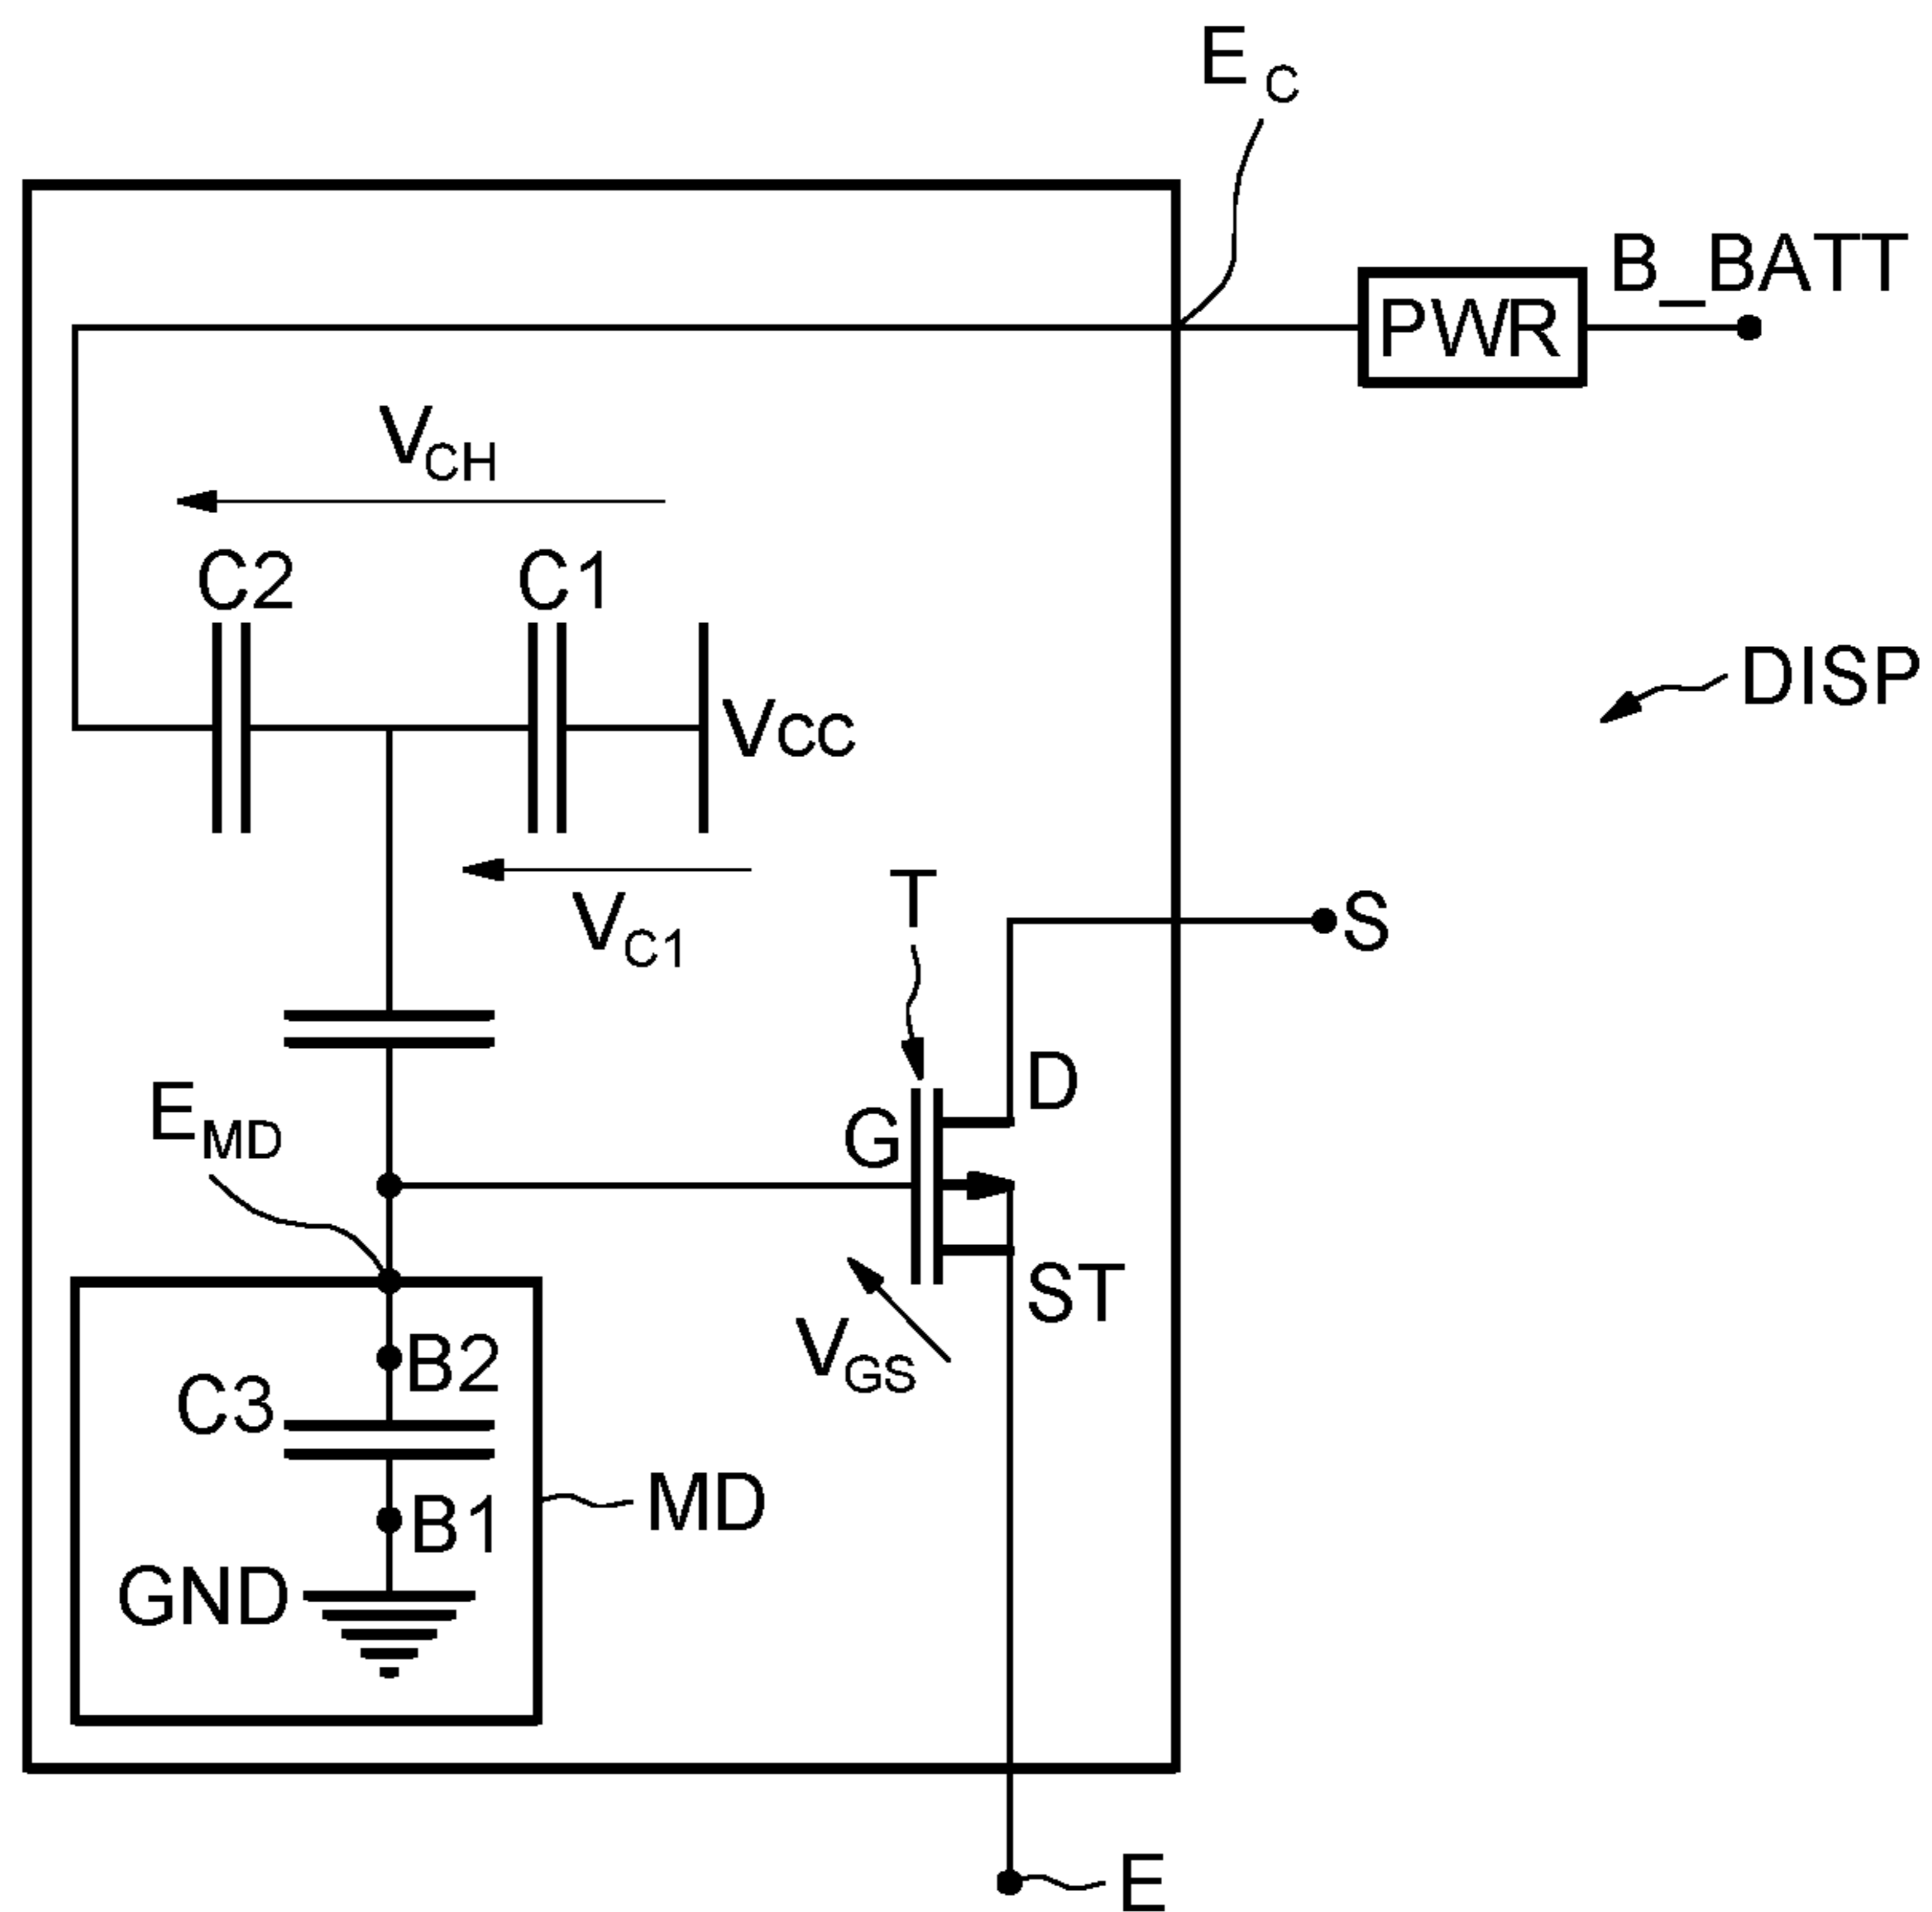 E C
B_BATT
PWR
VCH
C2 C1
DISP
VCC
T
S
VC1
D
EMD
G
ST
B2
VGS
C3
MD
B1
GND
E